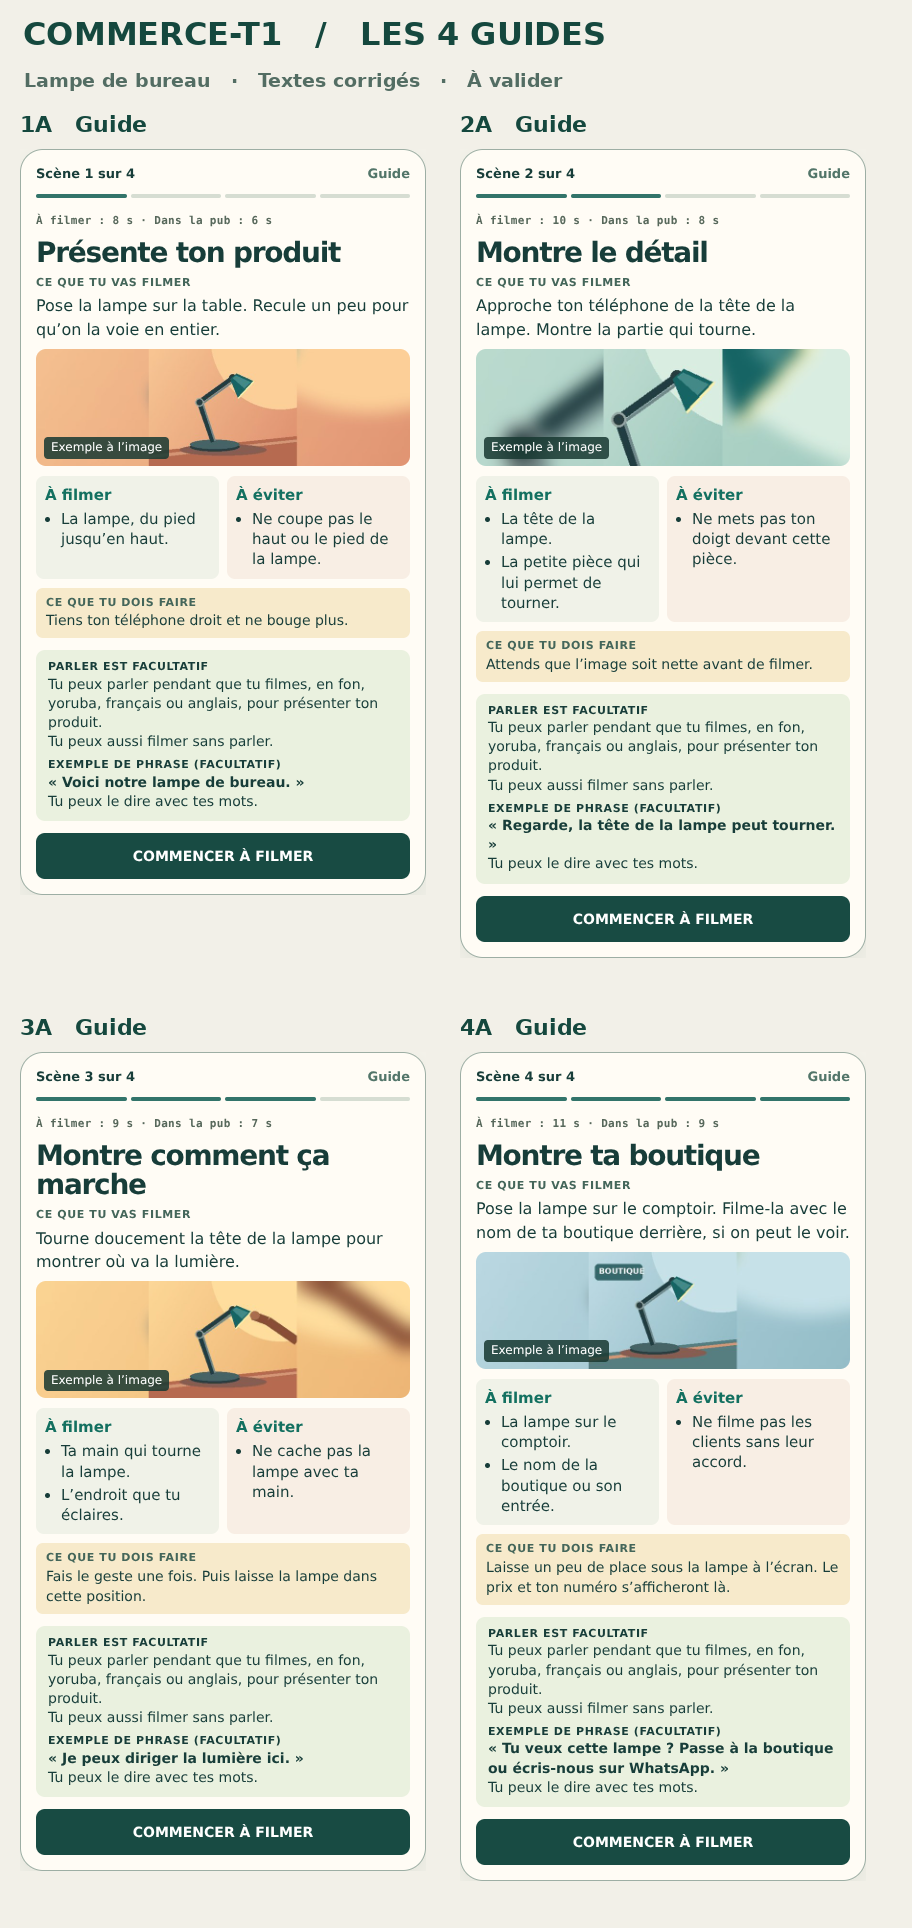 COMMERCE-T1 / LES 4 GUIDES
Lampe de bureau · Textes corrigés · À valider
1A Guide
Scène 1 sur 4 Guide
À filmer : 8 s · Dans la pub : 6 s
Présente ton produit
CE QUE TU VAS FILMER
Pose la lampe sur la table. Recule un peu pour
qu’on la voie en entier.
Exemple à l’image
À filmer
• La lampe, du pied
jusqu’en haut.
À éviter
• Ne coupe pas le
haut ou le pied de
la lampe.
CE QUE TU DOIS FAIRE
Tiens ton téléphone droit et ne bouge plus.
PARLER EST FACULTATIF
Tu peux parler pendant que tu filmes, en fon,
yoruba, français ou anglais, pour présenter ton
produit.
Tu peux aussi filmer sans parler.
EXEMPLE DE PHRASE (FACULTATIF)
« Voici notre lampe de bureau. »
Tu peux le dire avec tes mots.
COMMENCER À FILMER
2A Guide
Scène 2 sur 4 Guide
À filmer : 10 s · Dans la pub : 8 s
Montre le détail
CE QUE TU VAS FILMER
Approche ton téléphone de la tête de la
lampe. Montre la partie qui tourne.
Exemple à l’image
À filmer
• La tête de la
lampe.
• La petite pièce qui
lui permet de
tourner.
À éviter
• Ne mets pas ton
doigt devant cette
pièce.
CE QUE TU DOIS FAIRE
Attends que l’image soit nette avant de filmer.
PARLER EST FACULTATIF
Tu peux parler pendant que tu filmes, en fon,
yoruba, français ou anglais, pour présenter ton
produit.
Tu peux aussi filmer sans parler.
EXEMPLE DE PHRASE (FACULTATIF)
« Regarde, la tête de la lampe peut tourner.
»
Tu peux le dire avec tes mots.
COMMENCER À FILMER
3A Guide
Scène 3 sur 4 Guide
À filmer : 9 s · Dans la pub : 7 s
Montre comment ça
marche
CE QUE TU VAS FILMER
Tourne doucement la tête de la lampe pour
montrer où va la lumière.
Exemple à l’image
À filmer
• Ta main qui tourne
la lampe.
• L’endroit que tu
éclaires.
À éviter
• Ne cache pas la
lampe avec ta
main.
CE QUE TU DOIS FAIRE
Fais le geste une fois. Puis laisse la lampe dans
cette position.
PARLER EST FACULTATIF
Tu peux parler pendant que tu filmes, en fon,
yoruba, français ou anglais, pour présenter ton
produit.
Tu peux aussi filmer sans parler.
EXEMPLE DE PHRASE (FACULTATIF)
« Je peux diriger la lumière ici. »
Tu peux le dire avec tes mots.
COMMENCER À FILMER
4A Guide
Scène 4 sur 4 Guide
À filmer : 11 s · Dans la pub : 9 s
Montre ta boutique
CE QUE TU VAS FILMER
Pose la lampe sur le comptoir. Filme-la avec le
nom de ta boutique derrière, si on peut le voir.
BOUTIQUE
Exemple à l’image
À filmer
• La lampe sur le
comptoir.
• Le nom de la
boutique ou son
entrée.
À éviter
• Ne filme pas les
clients sans leur
accord.
CE QUE TU DOIS FAIRE
Laisse un peu de place sous la lampe à l’écran. Le
prix et ton numéro s’afficheront là.
PARLER EST FACULTATIF
Tu peux parler pendant que tu filmes, en fon,
yoruba, français ou anglais, pour présenter ton
produit.
Tu peux aussi filmer sans parler.
EXEMPLE DE PHRASE (FACULTATIF)
« Tu veux cette lampe ? Passe à la boutique
ou écris-nous sur WhatsApp. »
Tu peux le dire avec tes mots.
COMMENCER À FILMER